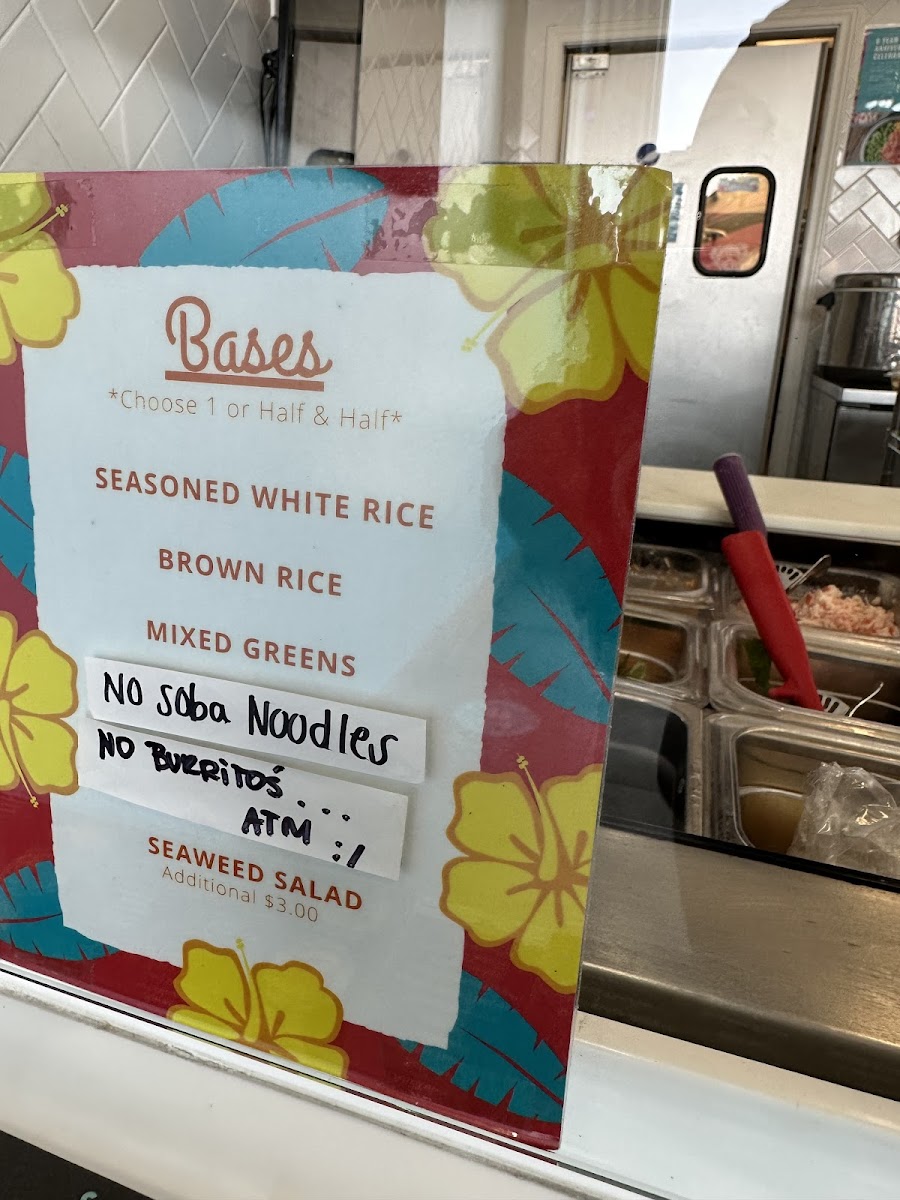 Bases
*Choose 1 or Half & Half*
SEASONED WHITE RICE
BROWN RICE
MIXED GREENS
No Soba Noodles
NO BURRITOS...
ATM :/
SEAWEED SALAD
Additional $3.00